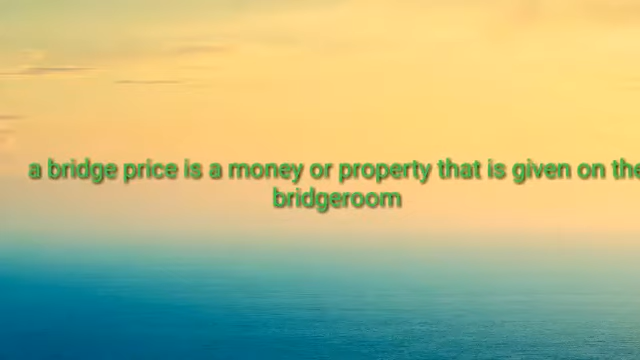 a bridge price is a money or property that is given on the
bridgeroom